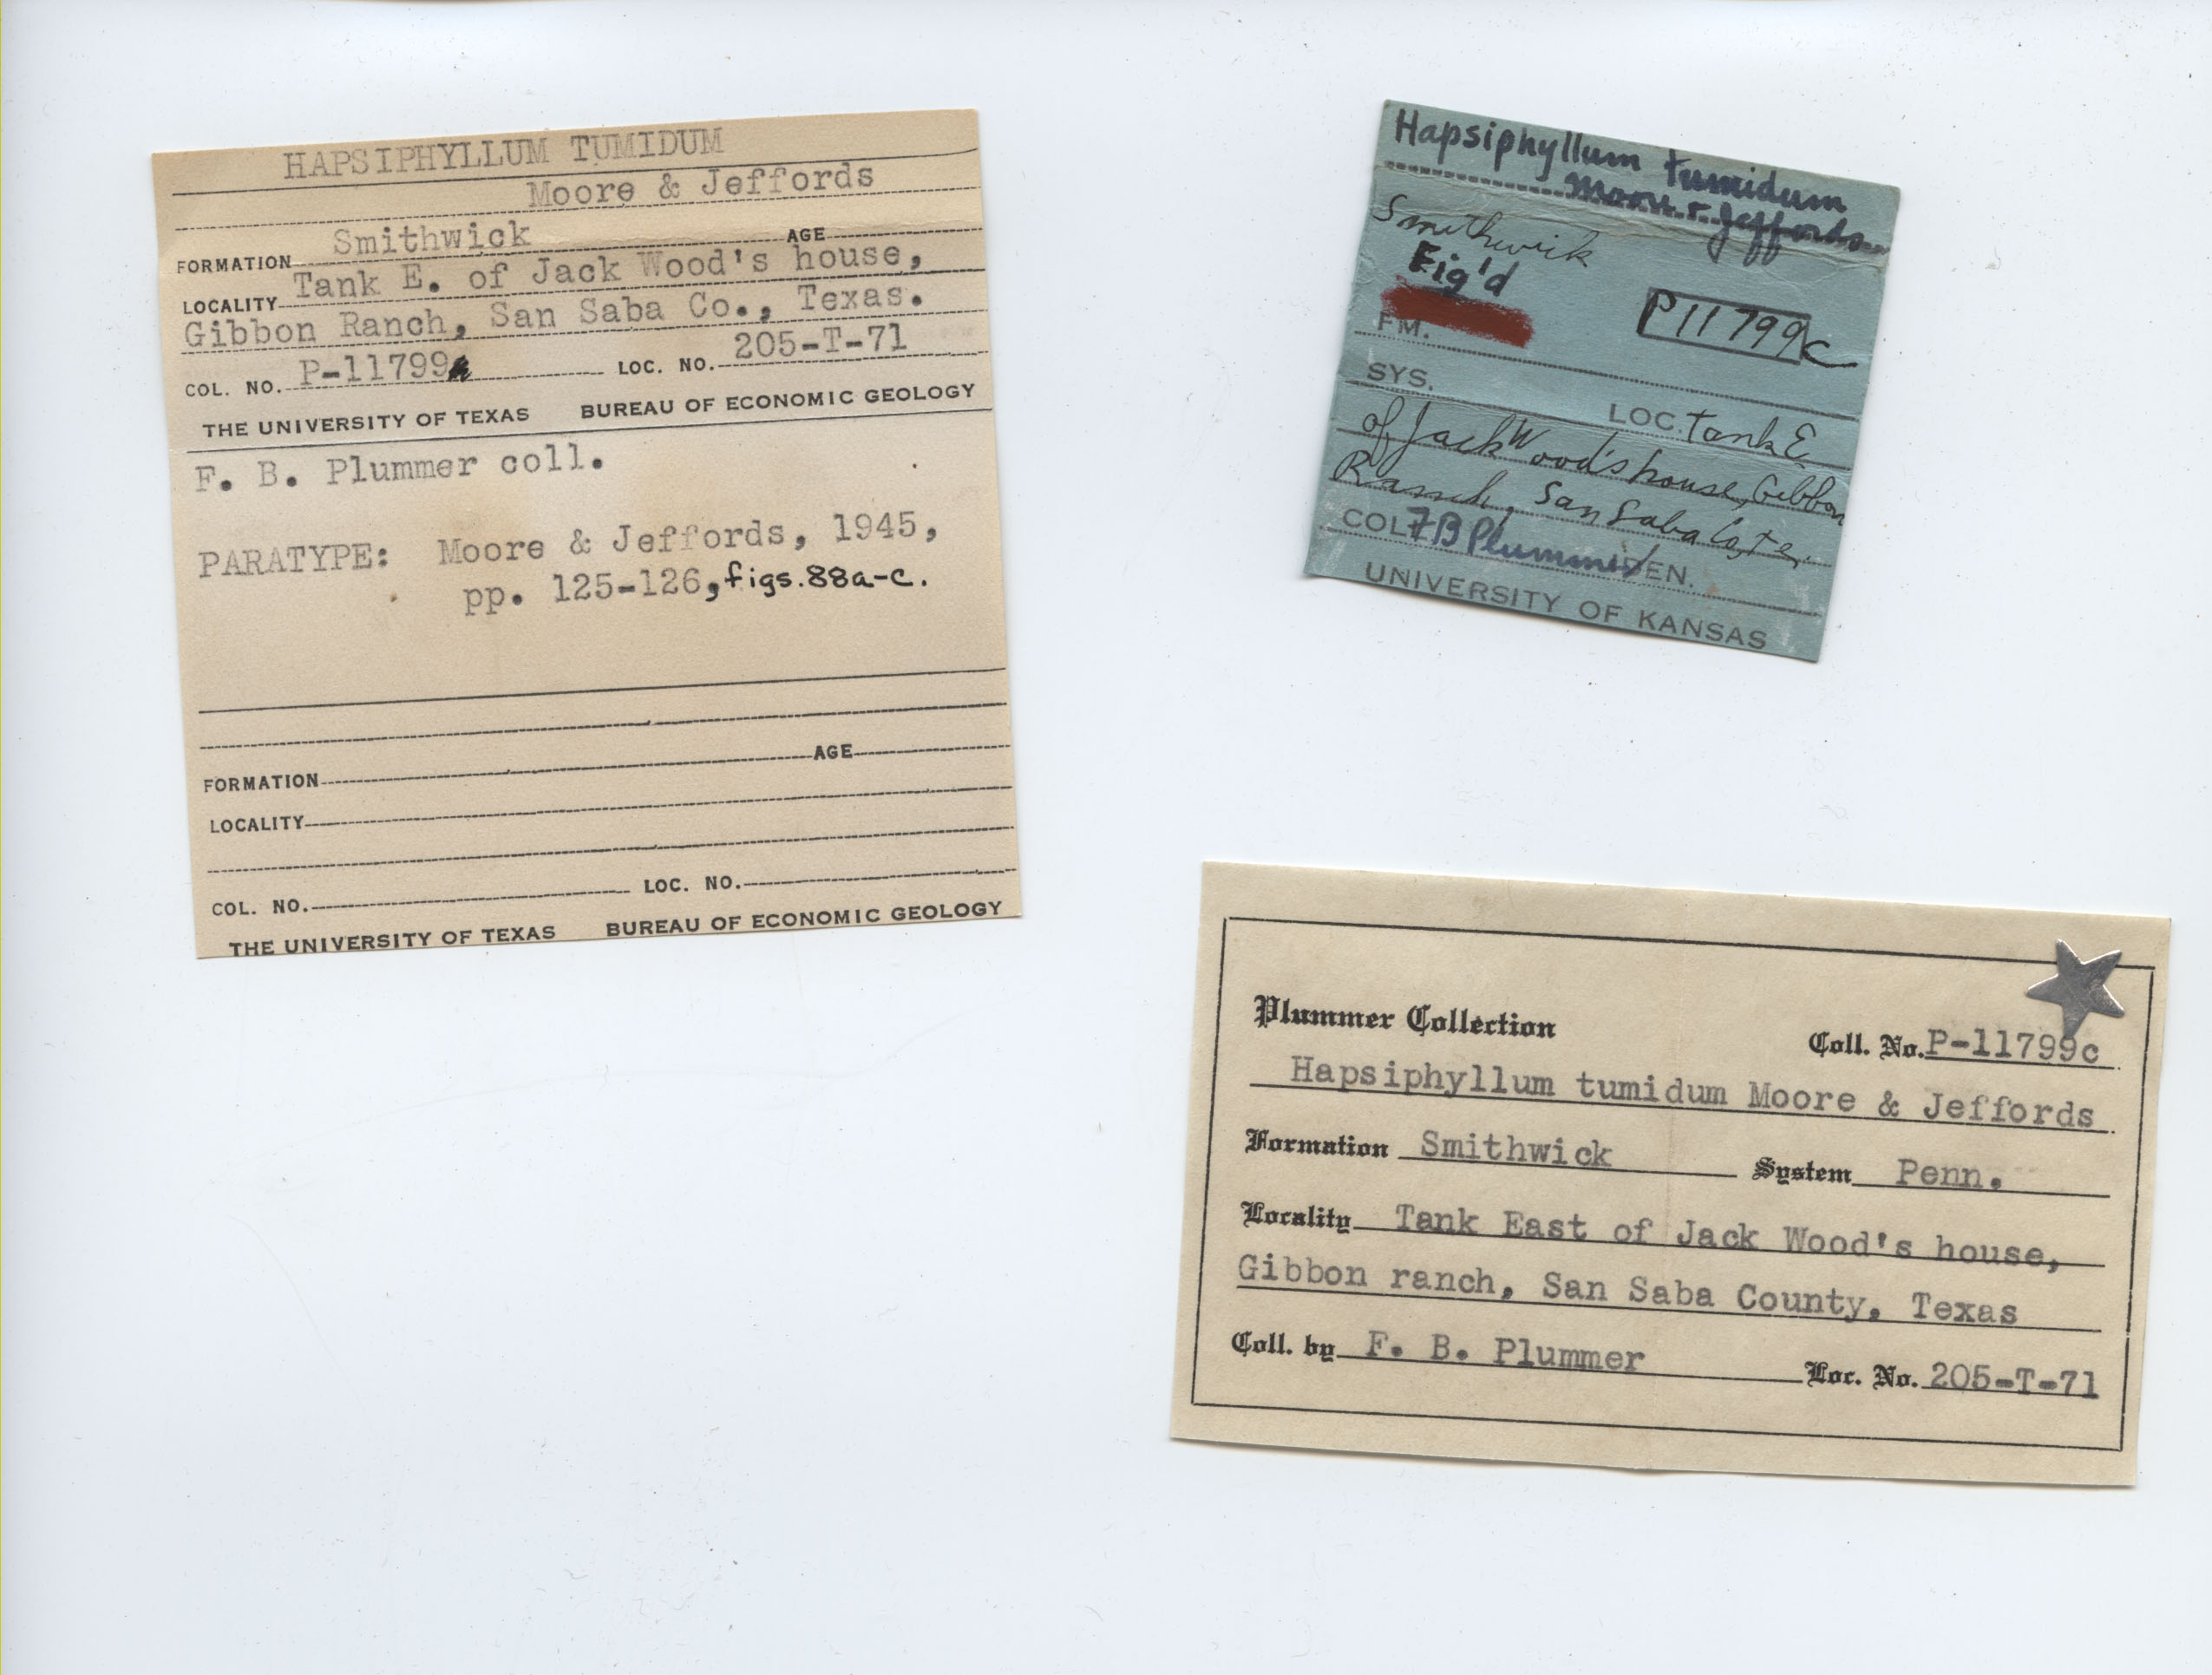 HAPSIPHYLLUM TUMIDUM
Moore & Jeffords
FORMATION Smithwick AGE
LOCALITY Tank E. of Jack Wood's house,
Gibbon Ranch, San Saba Co., Texas.
COL. NO. P-11799 LOC. NO. 205-T-71
THE UNIVERSITY OF TEXAS BUREAU OF ECONOMIC GEOLOGY
F. B. Plummer coll.
PARATYPE: Moore & Jeffords, 1945,
pp. 125-126, figs. 88a-c.
FORMATION AGE
LOCALITY
COL. NO. LOC. NO.
THE UNIVERSITY OF TEXAS BUREAU OF ECONOMIC GEOLOGY
Hapsiphyllum tumidum
Moore & Jeffords
Smithwick
Fig'd
P11799c
FM.
SYS.
LOC. tank E
of Jack Wood's house, Gibbon
Ranch, San Saba Co, Tex.
COL. FB Plummer DEN.
UNIVERSITY OF KANSAS
Plummer Collection Coll. No. P-11799c
Hapsiphyllum tumidum Moore & Jeffords
Formation Smithwick System Penn.
Locality Tank East of Jack Wood's house,
Gibbon ranch, San Saba County, Texas
Coll. by F. B. Plummer Loc. No. 205-T-71